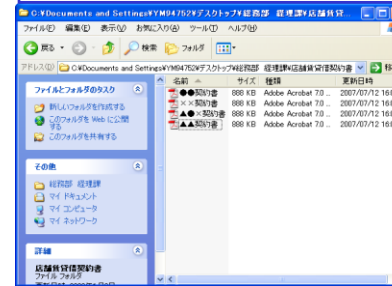 C:¥Documents and Settings¥YM94752¥デスクトップ¥総務部 経理課¥店舗賃貸...
ファイル(F) 編集(E) 表示(V) お気に入り(A) ツール(T) ヘルプ(H)
戻る 検索 フォルダ
アドレス(D) C:¥Documents and Settings¥YM94752¥デスクトップ¥総務部 経理課¥店舗賃貸借契約書 移
名前 サイズ 種類 更新日時
●●契約書 888 KB Adobe Acrobat 7.0 ... 2007/07/12 16:0
××契約書 888 KB Adobe Acrobat 7.0 ... 2007/07/12 16:0
▲●×契約書 888 KB Adobe Acrobat 7.0 ... 2007/07/12 16:0
▲▲契約書 888 KB Adobe Acrobat 7.0 ... 2007/07/12 16:0
ファイルとフォルダのタスク
新しいフォルダを作成する
このフォルダを Web に公開
する
このフォルダを共有する
その他
総務部 経理課
マイ ドキュメント
マイ コンピュータ
マイ ネットワーク
詳細
店舗賃貸借契約書
ファイル フォルダ